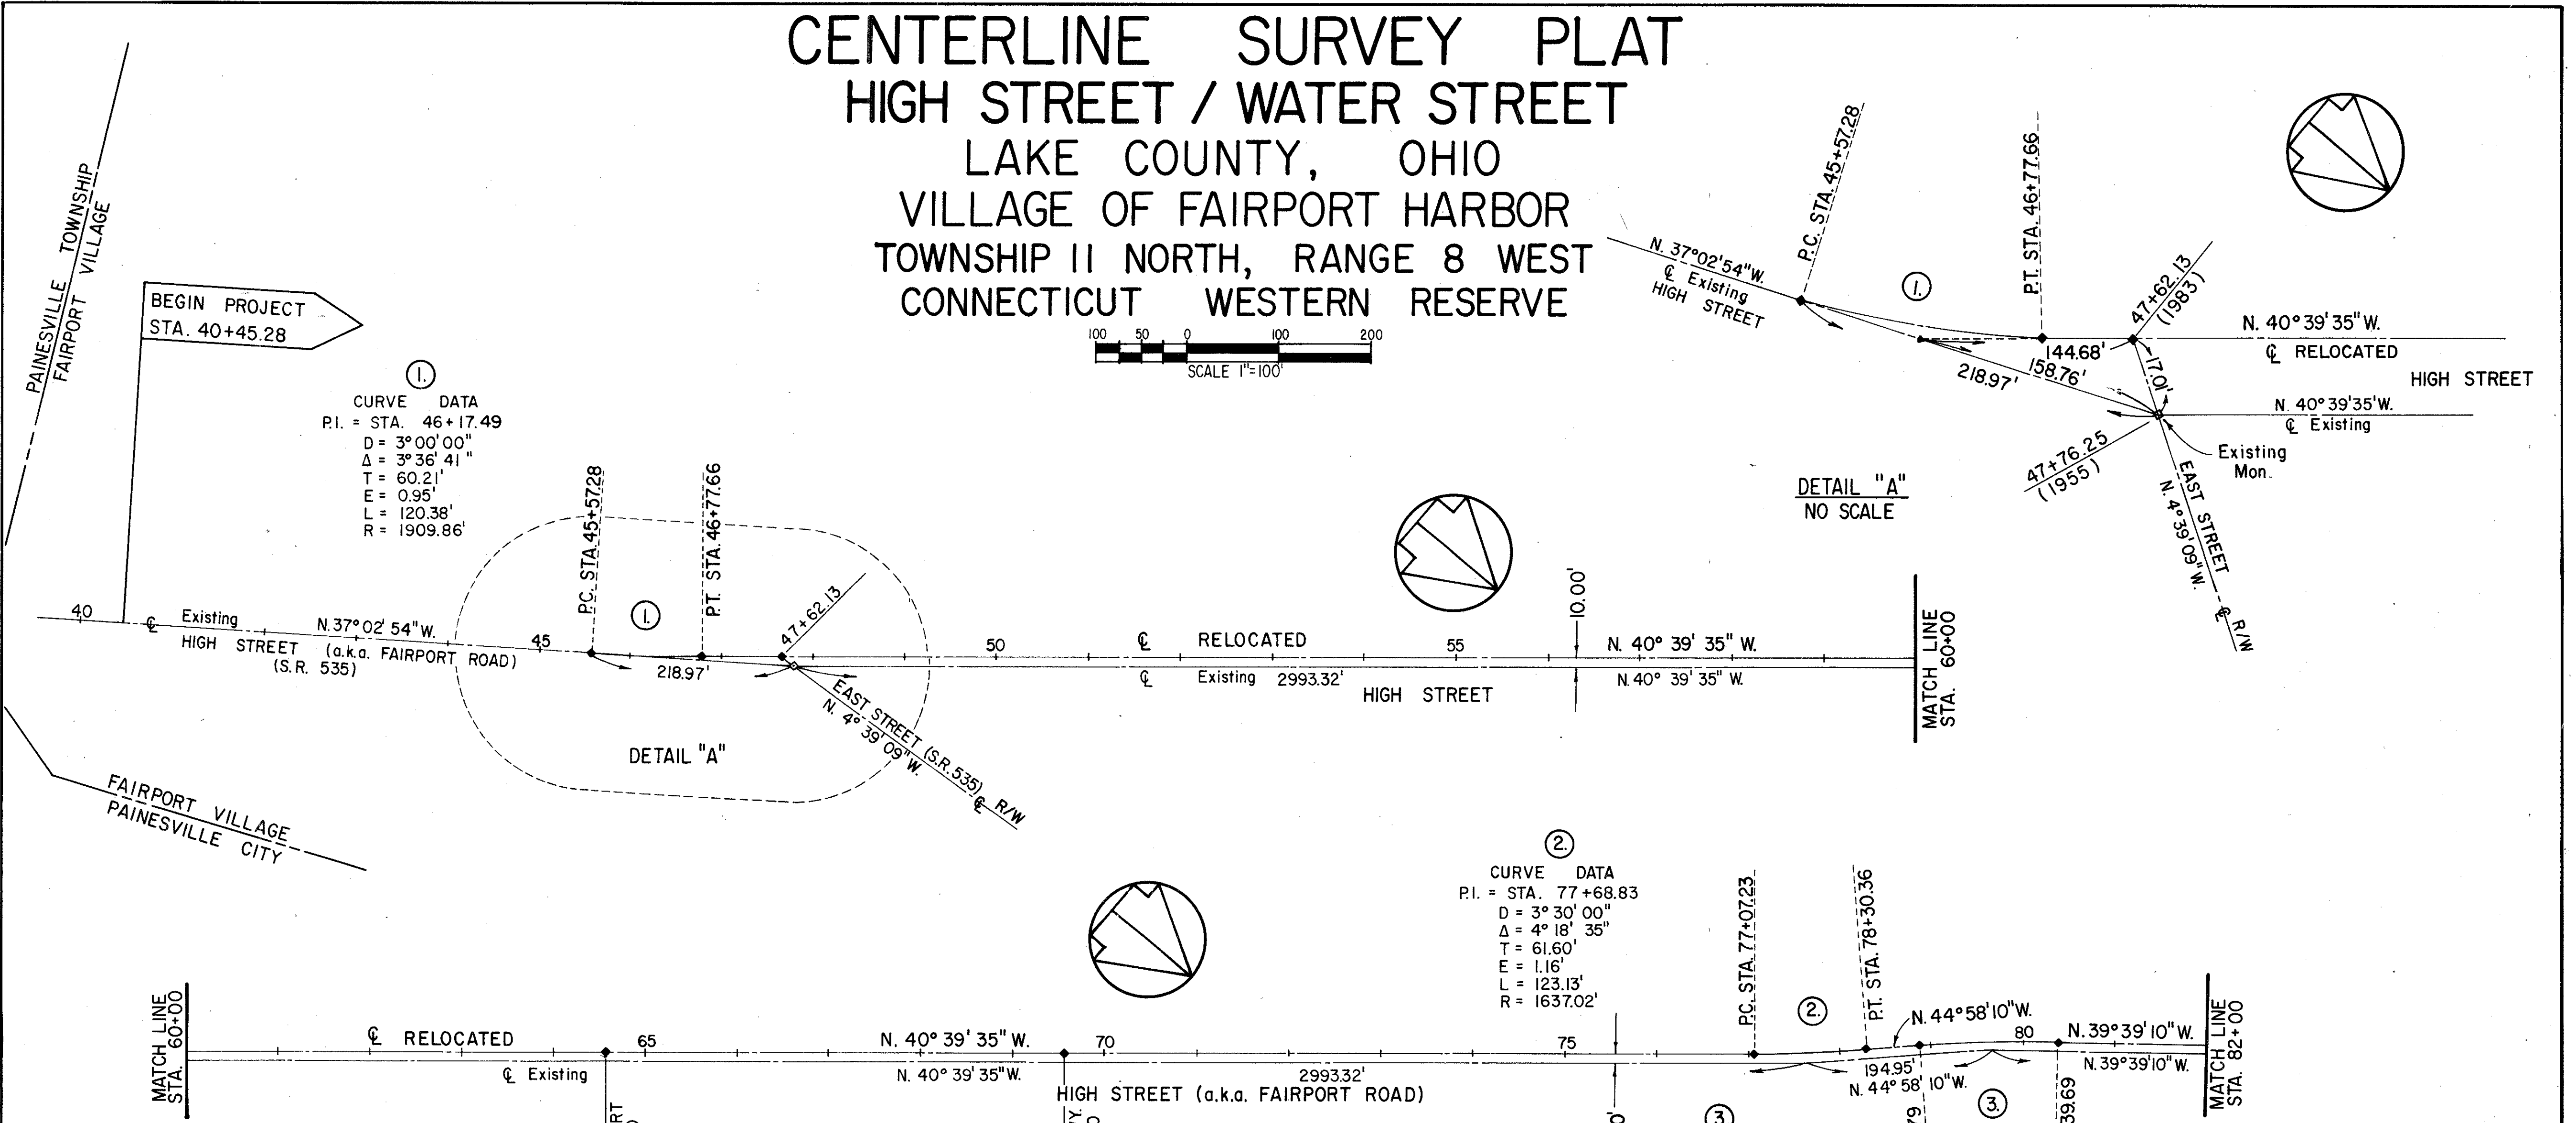 CENTERLINE SURVEY PLAT
HIGH STREET / WATER STREET
LAKE COUNTY, OHIO
VILLAGE OF FAIRPORT HARBOR
TOWNSHIP 11 NORTH, RANGE 8 WEST
CONNECTICUT WESTERN RESERVE
100 50 0 100 200
SCALE 1"=100'
PAINESVILLE TOWNSHIP
FAIRPORT VILLAGE
BEGIN PROJECT
STA. 40+45.28
1.
CURVE DATA
P.I. = STA. 46+17.49
D = 3°00'00"
Δ = 3°36'41"
T = 60.21'
E = 0.95'
L = 120.38'
R = 1909.86'
P.C. STA. 45+57.28
P.T. STA. 46+77.66
1.
47+62.13
40
℄ Existing
N. 37°02'54"W.
45
HIGH STREET (a.k.a. FAIRPORT ROAD)
(S.R. 535)
218.97'
EAST STREET (S.R. 535)
N. 4°39'09"W.
℄ R/W
DETAIL "A"
50
℄ RELOCATED
55
10.00'
N. 40°39'35"W.
℄ Existing 2993.32'
N. 40°39'35"W.
HIGH STREET
MATCH LINE
STA. 60+00
FAIRPORT VILLAGE
PAINESVILLE CITY
N. 37°02'54"W.
℄ Existing
HIGH STREET
P.C. STA. 45+57.28
1.
P.T. STA. 46+77.66
47+62.13
(1983)
N. 40°39'35"W.
℄ RELOCATED
HIGH STREET
144.68'
158.76'
218.97'
17.01'
N. 40°39'35"W.
℄ Existing
47+76.25
(1955)
Existing
Mon.
EAST STREET
N. 4°39'09"W.
℄ R/W
DETAIL "A"
NO SCALE
2.
CURVE DATA
P.I. = STA. 77+68.83
D = 3°30'00"
Δ = 4°18'35"
T = 61.60'
E = 1.16'
L = 123.13'
R = 1637.02'
P.C. STA. 77+07.23
P.T. STA. 78+30.36
2.
N. 44°58'10"W.
80
N. 39°39'10"W.
MATCH LINE
STA. 60+00
℄ RELOCATED
65
N. 40°39'35"W.
70
75
℄ Existing
N. 40°39'35"W.
2993.32'
HIGH STREET (a.k.a. FAIRPORT ROAD)
194.95'
N. 44°58'10"W.
N. 39°39'10"W.
MATCH LINE
STA. 82+00
3.
3.
39.69